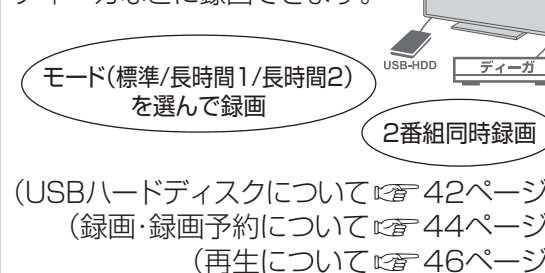 ディーガなどに録画できます。
USB-HDD
ディーガ
モード(標準/長時間1/長時間2)
を選んで録画
2番組同時録画
(USBハードディスクについて☞42ページ
(録画・録画予約について☞44ページ
(再生について☞46ページ